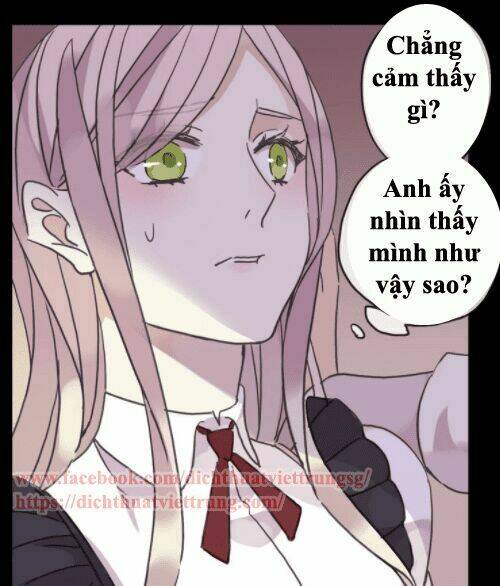 Chẳng
cảm thấy
gì?
Anh ấy
nhìn thấy
mình như
vậy sao?
www.facebook.com/dichthuatviettrungsg/
https://dichthuatviettrung.com/